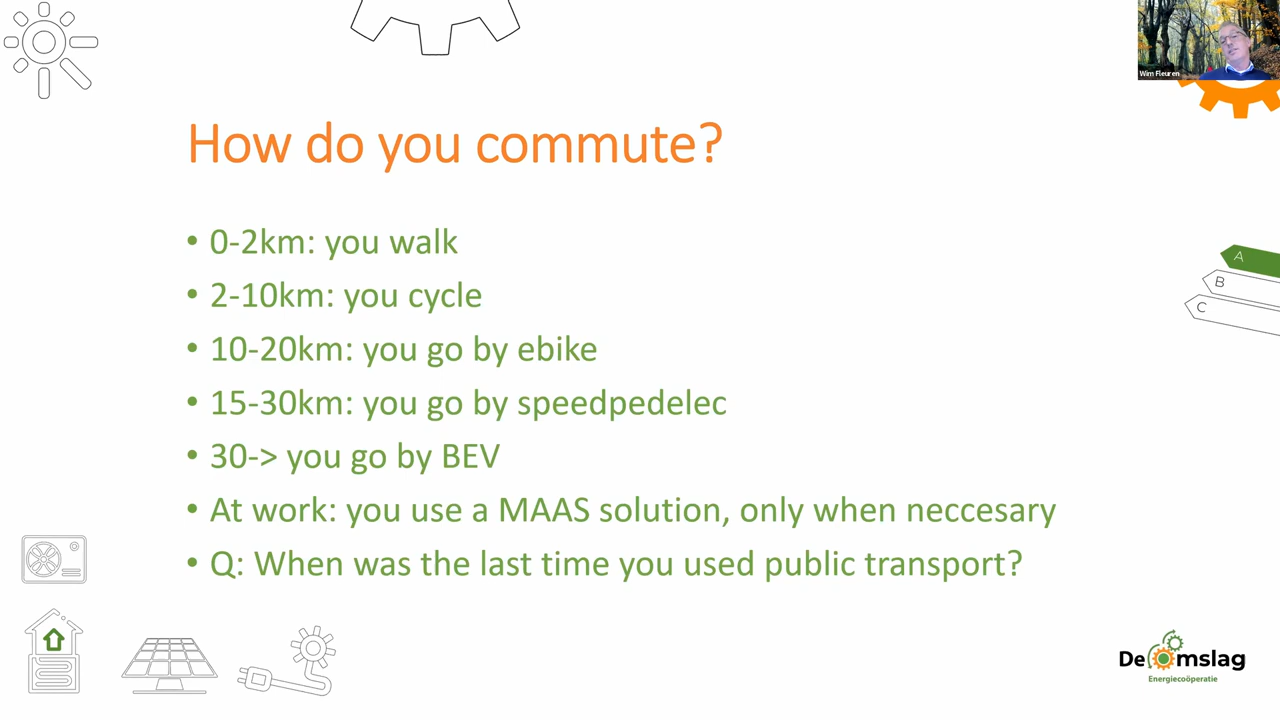 Wim Fleuren
How do you commute?
• 0-2km: you walk
• 2-10km: you cycle
• 10-20km: you go by ebike
• 15-30km: you go by speedpedelec
• 30-> you go by BEV
• At work: you use a MAAS solution, only when neccesary
• Q: When was the last time you used public transport?
A
B
C
De Omslag
Energiecoöperatie